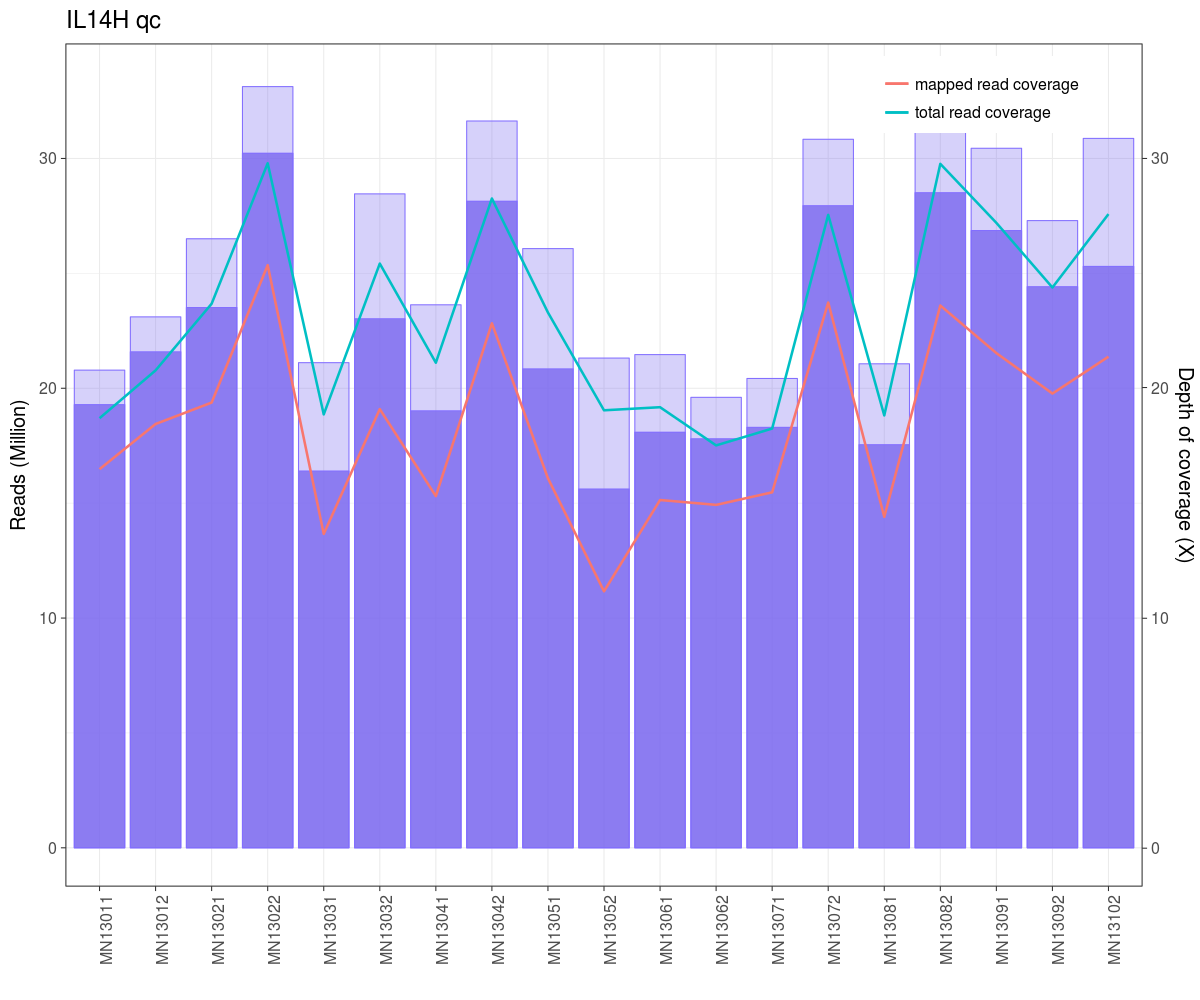 IL14H qc
mapped read coverage
total read coverage
30
20
10
0
30
20
10
0
Reads (Million)
Depth of coverage (X)
MN13011
MN13012
MN13021
MN13022
MN13031
MN13032
MN13041
MN13042
MN13051
MN13052
MN13061
MN13062
MN13071
MN13072
MN13081
MN13082
MN13091
MN13092
MN13102